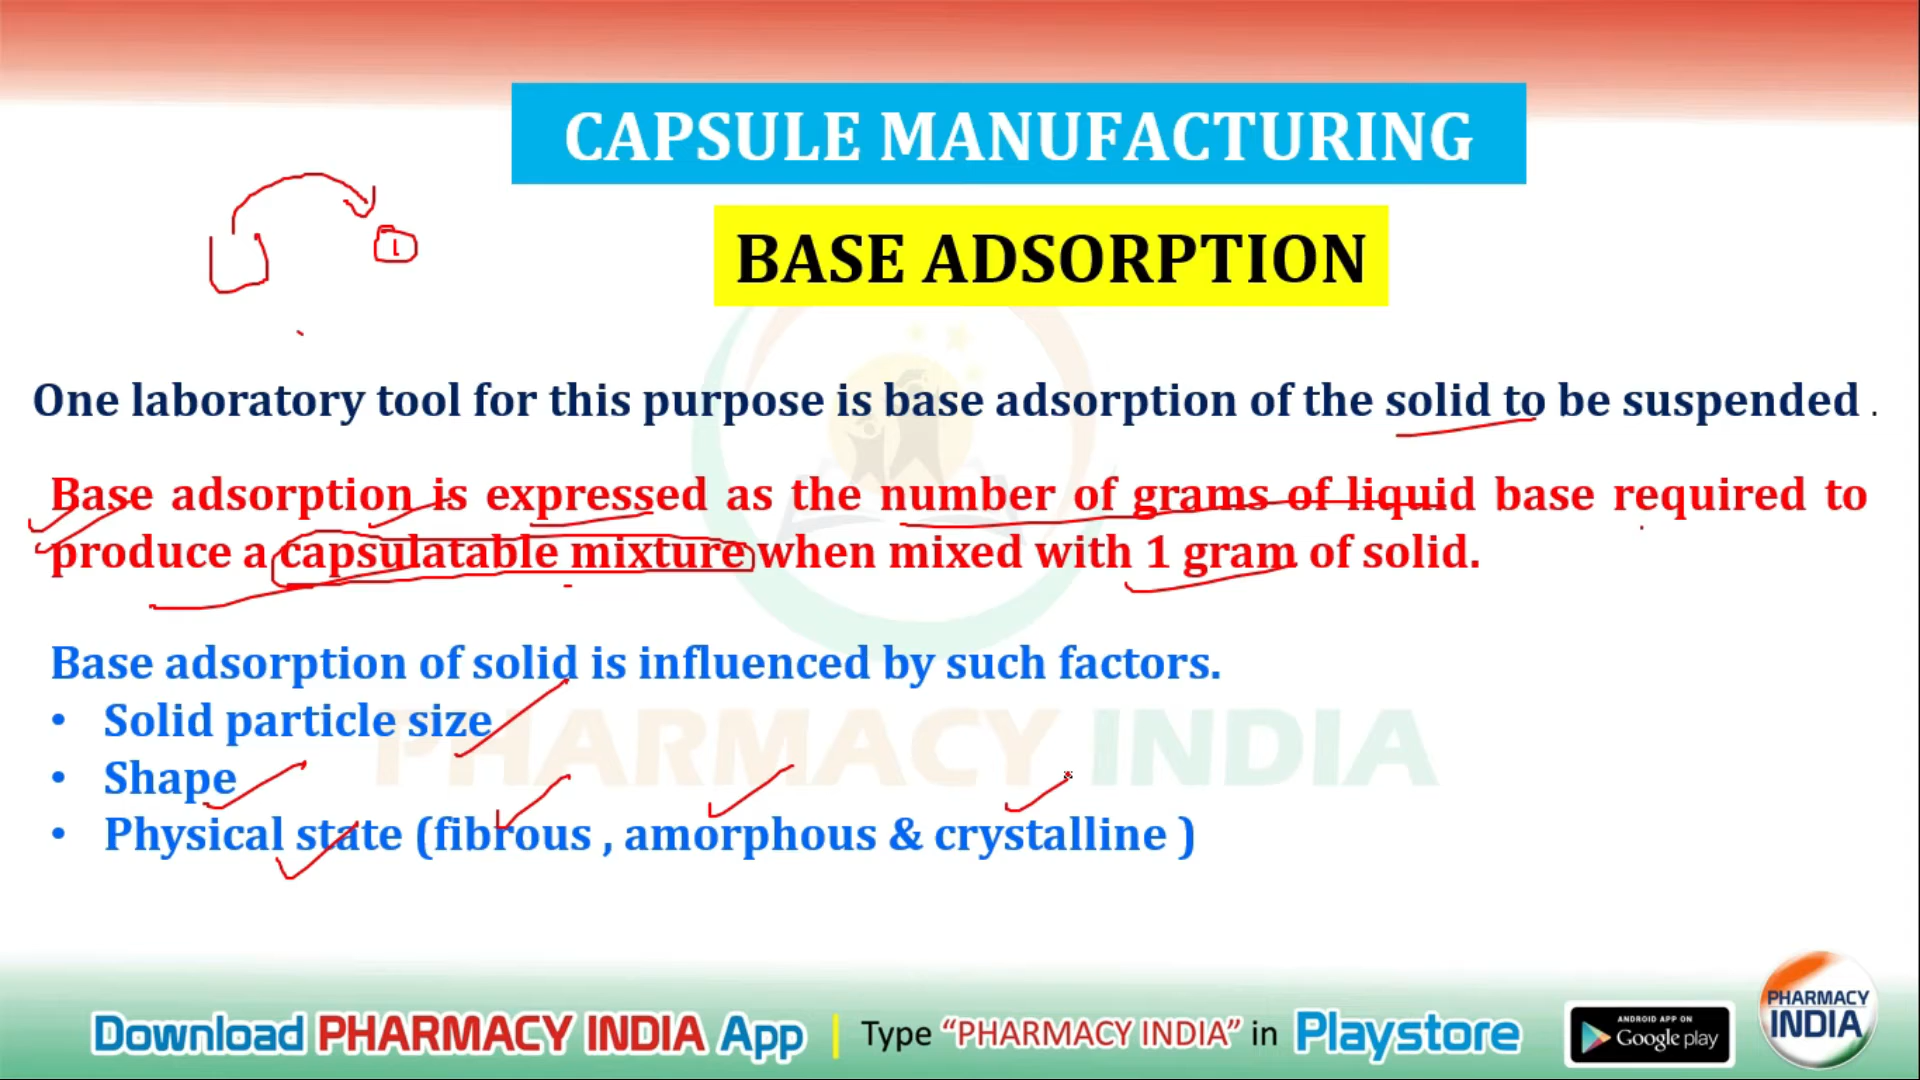 CAPSULE MANUFACTURING
BASE ADSORPTION
1
One laboratory tool for this purpose is base adsorption of the solid to be suspended .
Base adsorption is expressed as the number of grams of liquid base required to
produce a capsulatable mixture when mixed with 1 gram of solid.
Base adsorption of solid is influenced by such factors.
• Solid particle size
• Shape
• Physical state (fibrous , amorphous & crystalline )
PHARMACY INDIA
Download PHARMACY INDIA App | Type “PHARMACY INDIA” in Playstore
ANDROID APP ON
Google play
PHARMACY
INDIA